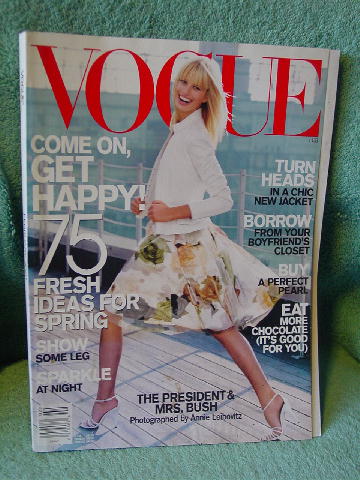 VOGUE
COME ON,
GET
HAPPY!
75
FRESH
IDEAS FOR
SPRING
SHOW
SOME LEG
SPARKLE
AT NIGHT
TURN
HEADS
IN A CHIC
NEW JACKET
BORROW
FROM YOUR
BOYFRIEND'S
CLOSET
BUY
A PERFECT
PEARL
EAT
MORE
CHOCOLATE
(IT'S GOOD
FOR YOU)
THE PRESIDENT &
MRS. BUSH
Photographed by Annie Leibovitz